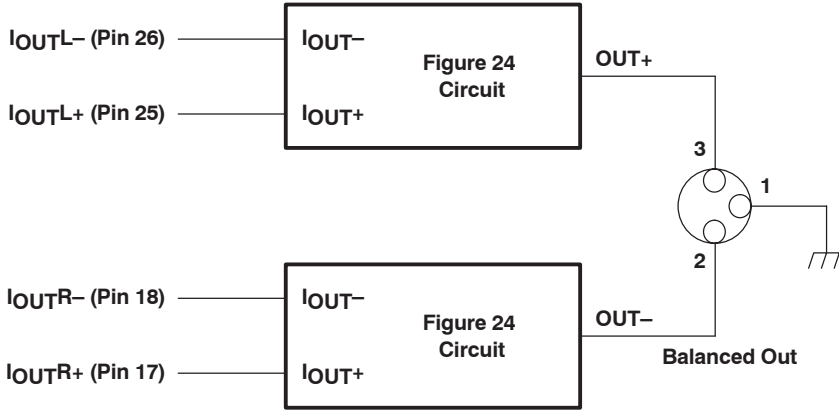 IOUTL– (Pin 26)
IOUT–
IOUTL+ (Pin 25)
IOUT+
Figure 24
Circuit
OUT+
3
1
2
IOUTR– (Pin 18)
IOUT–
IOUTR+ (Pin 17)
IOUT+
Figure 24
Circuit
OUT–
Balanced Out